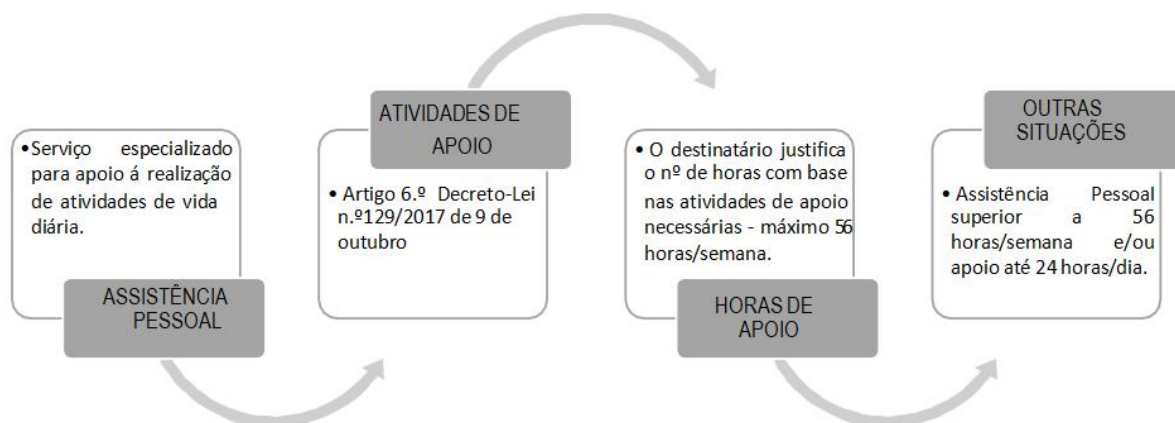 •Serviço especializado
para apoio á realização
de atividades de vida
diária.
ASSISTÊNCIA
PESSOAL
ATIVIDADES DE
APOIO
• Artigo 6.º Decreto-Lei
n.º129/2017 de 9 de
outubro
• O destinatário justifica
o nº de horas com base
nas atividades de apoio
necessárias - máximo 56
horas/semana.
HORAS DE
APOIO
OUTRAS
SITUAÇÕES
• Assistência Pessoal
superior a 56
horas/semana e/ou
apoio até 24 horas/dia.